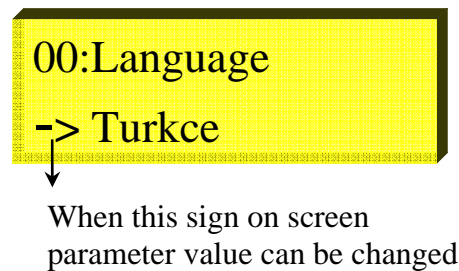 00:Language
-> Turkce
When this sign on screen
parameter value can be changed